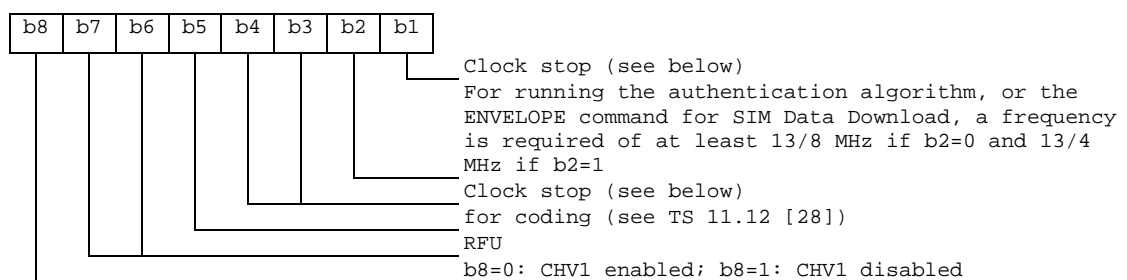 b8 b7 b6 b5 b4 b3 b2 b1
Clock stop (see below)
For running the authentication algorithm, or the
ENVELOPE command for SIM Data Download, a frequency
is required of at least 13/8 MHz if b2=0 and 13/4
MHz if b2=1
Clock stop (see below)
for coding (see TS 11.12 [28])
RFU
b8=0: CHV1 enabled; b8=1: CHV1 disabled